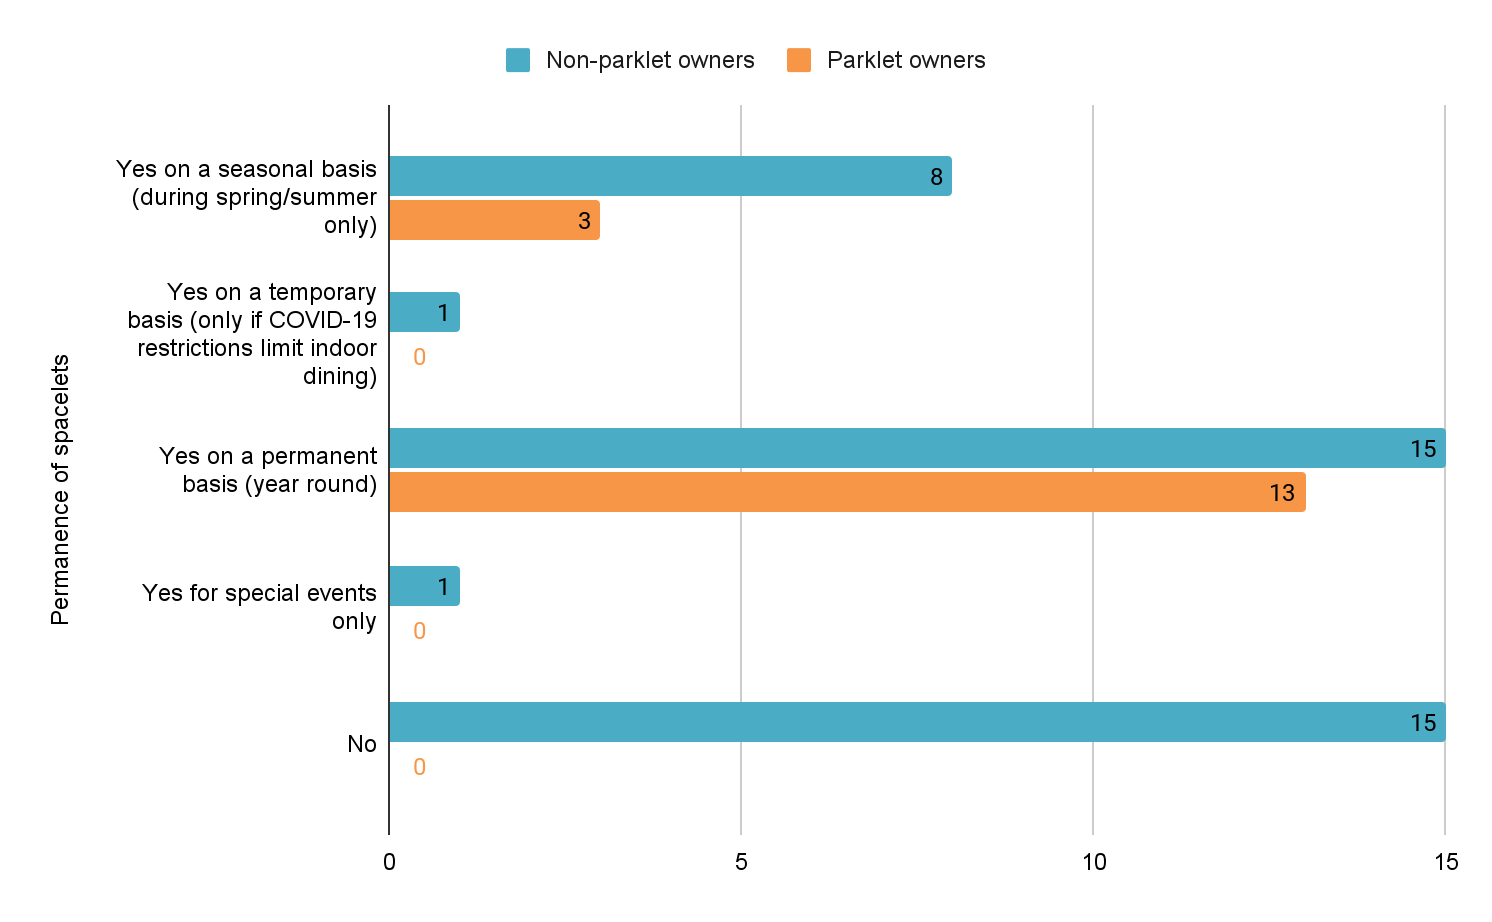 Non-parklet owners
Parklet owners
Permanence of spacelets
Yes on a seasonal basis
(during spring/summer
only)
8
3
Yes on a temporary
basis (only if COVID-19
restrictions limit indoor
dining)
1
0
Yes on a permanent
basis (year round)
15
13
Yes for special events
only
1
0
No
15
0
0
5
10
15